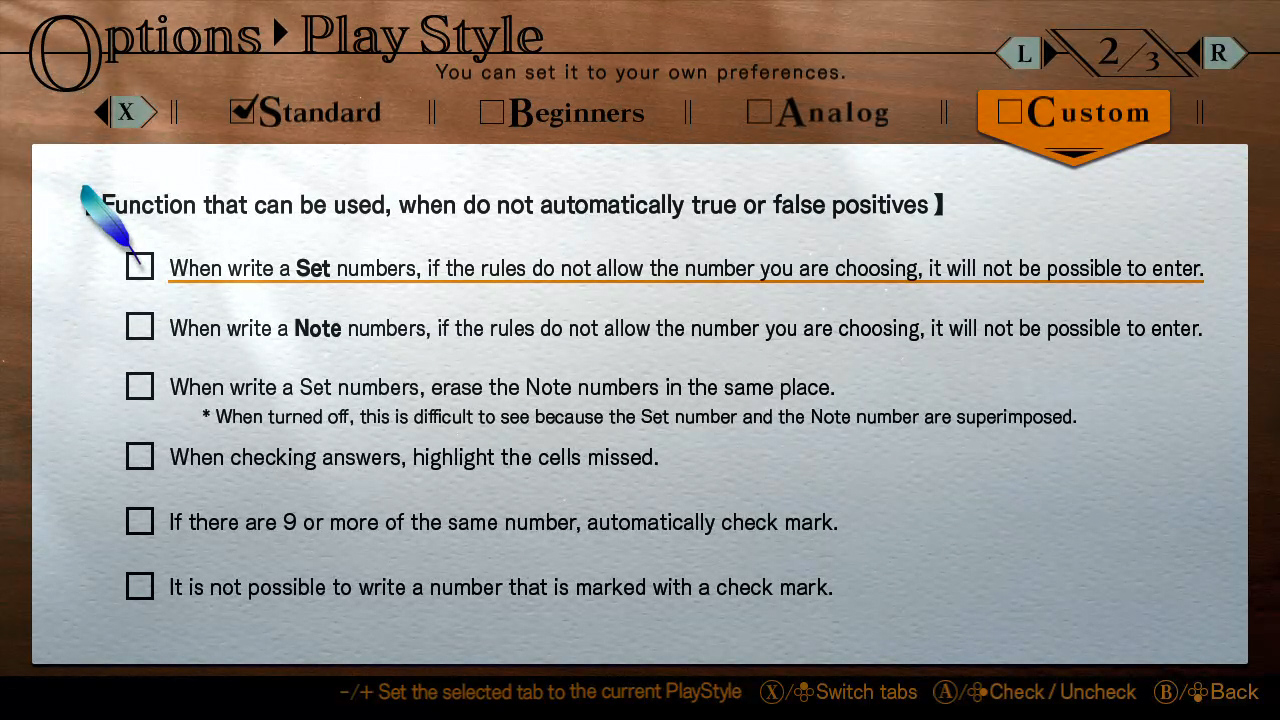 Options Play Style
You can set it to your own preferences.
L 2/3 R
X Standard Beginners Analog Custom
Function that can be used, when do not automatically true or false positives】
When write a Set numbers, if the rules do not allow the number you are choosing, it will not be possible to enter.
When write a Note numbers, if the rules do not allow the number you are choosing, it will not be possible to enter.
When write a Set numbers, erase the Note numbers in the same place.
* When turned off, this is difficult to see because the Set number and the Note number are superimposed.
When checking answers, highlight the cells missed.
If there are 9 or more of the same number, automatically check mark.
It is not possible to write a number that is marked with a check mark.
-/+ Set the selected tab to the current PlayStyle X/ Switch tabs A/ Check / Uncheck B/ Back